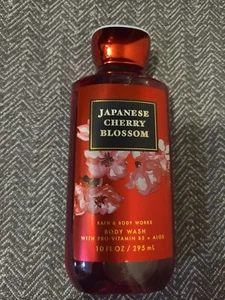 JAPANESE
CHERRY
BLOSSOM
BATH & BODY WORKS
BODY WASH
WITH PRO-VITAMIN B5 + ALOE
10 FL OZ / 295 mL